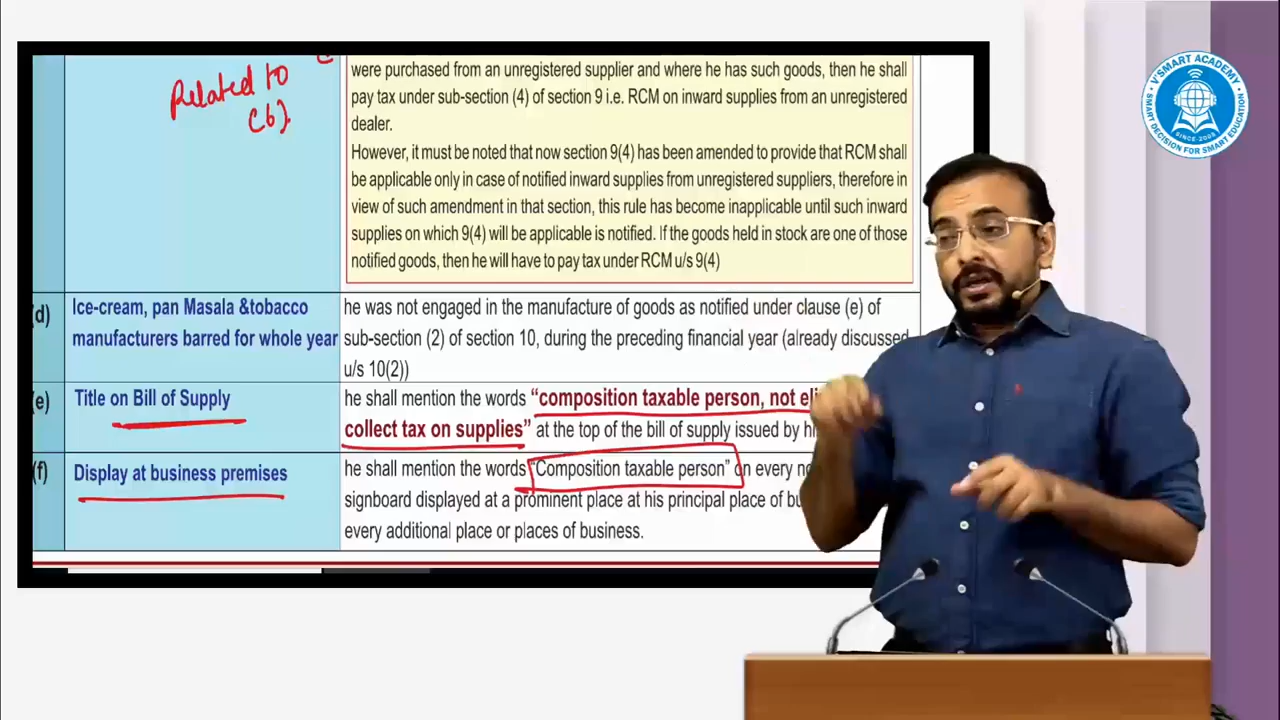 Related to
(b)}
were purchased from an unregistered supplier and where he has such goods, then he shall
pay tax under sub-section (4) of section 9 i.e. RCM on inward supplies from an unregistered
dealer.
However, it must be noted that now section 9(4) has been amended to provide that RCM shall
be applicable only in case of notified inward supplies from unregistered suppliers, therefore in
view of such amendment in that section, this rule has become inapplicable until such inward
supplies on which 9(4) will be applicable is notified. If the goods held in stock are one of those
notified goods, then he will have to pay tax under RCM u/s 9(4)
(d)
Ice-cream, pan Masala &tobacco
manufacturers barred for whole year
he was not engaged in the manufacture of goods as notified under clause (e) of
sub-section (2) of section 10, during the preceding financial year (already discussed
u/s 10(2))
(e)
Title on Bill of Supply
he shall mention the words “composition taxable person, not
collect tax on supplies” at the top of the bill of supply issued by
(f)
Display at business premises
he shall mention the words “Composition taxable person” on every
signboard displayed at a prominent place at his principal place of
every additional place or places of business.
V'SMART ACADEMY
SINCE-2008
SMART DECISION FOR SMART EDUCATION